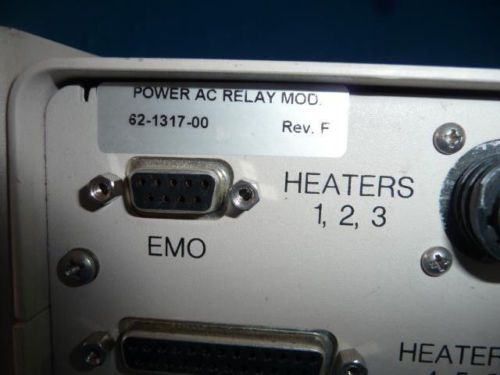 POWER AC RELAY MOD.
62-1317-00 Rev. F
HEATERS
1, 2, 3
EMO